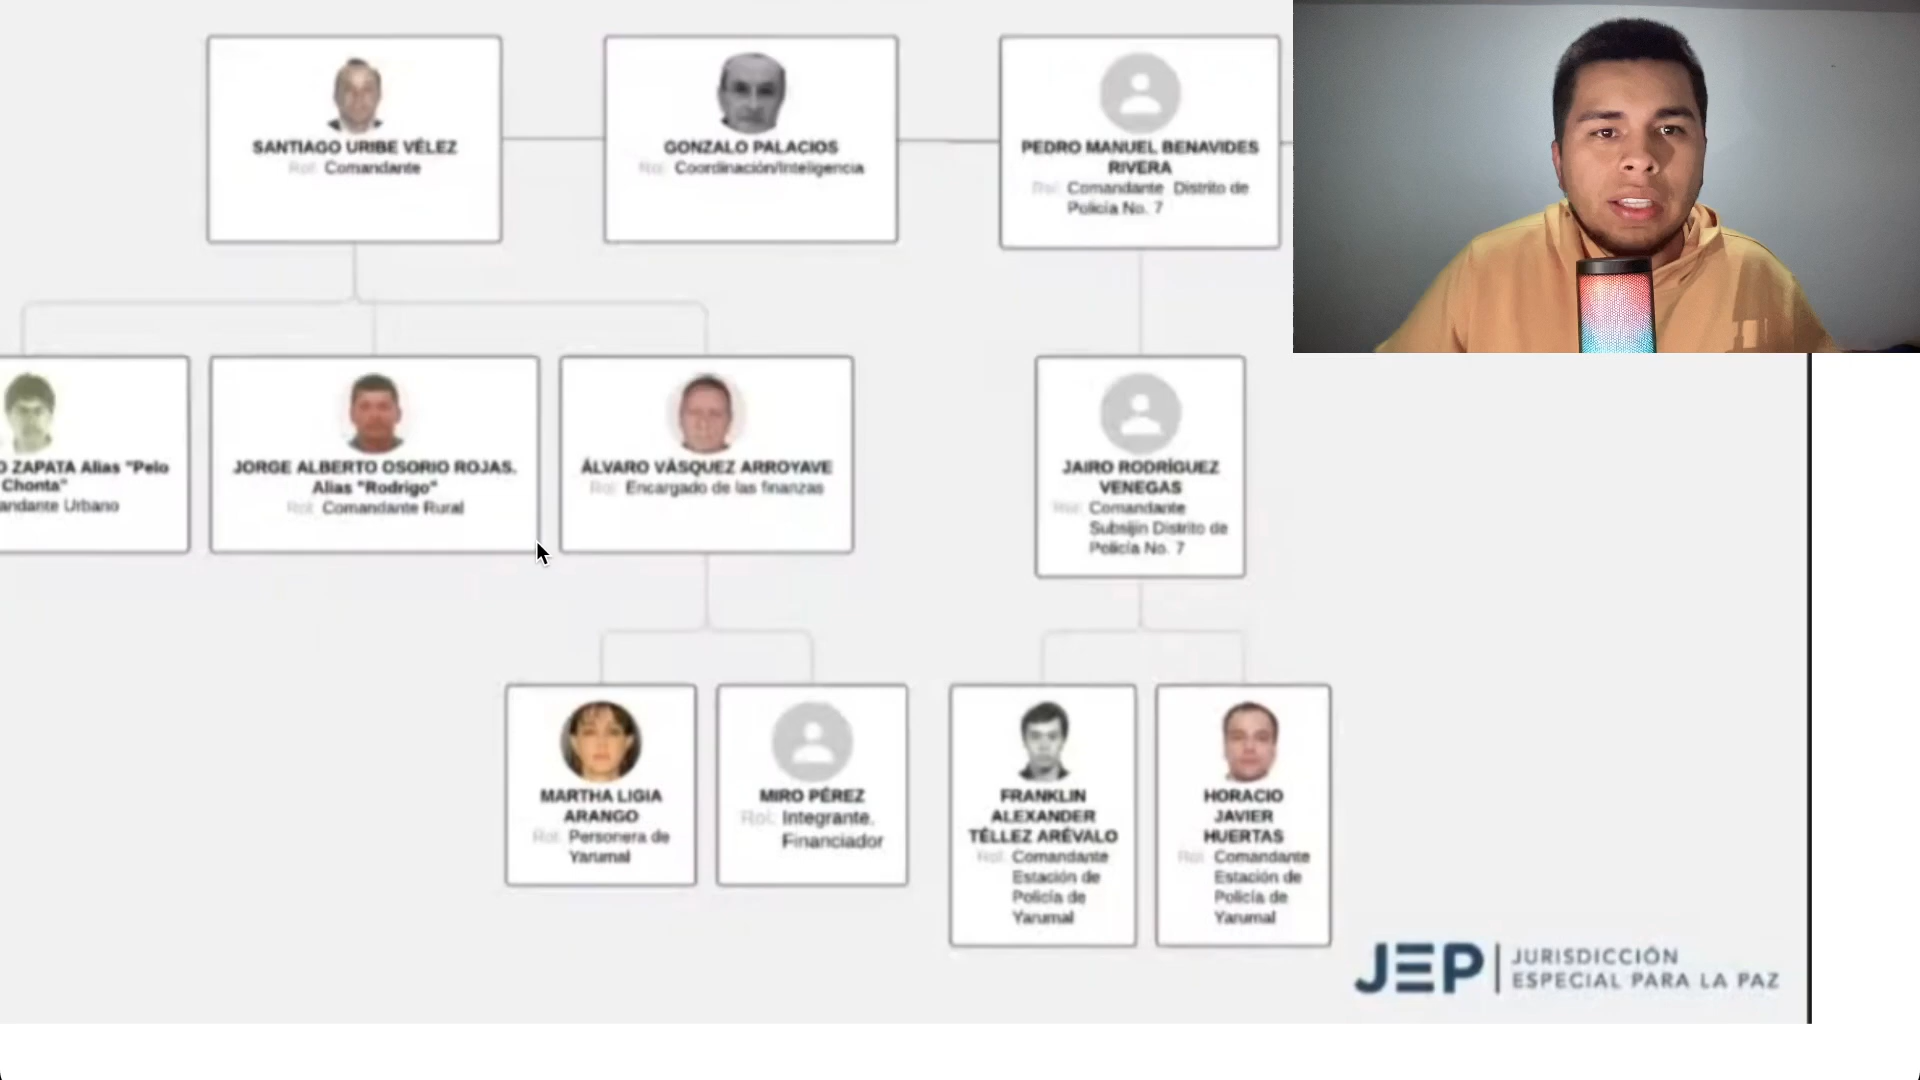 SANTIAGO URIBE VÉLEZ
Rol: Comandante
GONZALO PALACIOS
Rol: Coordinación/Inteligencia
PEDRO MANUEL BENAVIDES
RIVERA
Rol: Comandante Distrito de
Policía No. 7
O ZAPATA Alias "Pelo
Chonta"
andante Urbano
JORGE ALBERTO OSORIO ROJAS.
Alias "Rodrigo"
Rol: Comandante Rural
ÁLVARO VÁSQUEZ ARROYAVE
Rol: Encargado de las finanzas
JAIRO RODRÍGUEZ
VENEGAS
Rol: Comandante
Subsijin Distrito de
Policía No. 7
MARTHA LIGIA
ARANGO
Rol: Personera de
Yarumal
MIRO PÉREZ
Rol: Integrante.
Financiador
FRANKLIN
ALEXANDER
TÉLLEZ ARÉVALO
Rol: Comandante
Estación de
Policía de
Yarumal
HORACIO
JAVIER
HUERTAS
Rol: Comandante
Estación de
Policía de
Yarumal
JEP
JURISDICCIÓN
ESPECIAL PARA LA PAZ